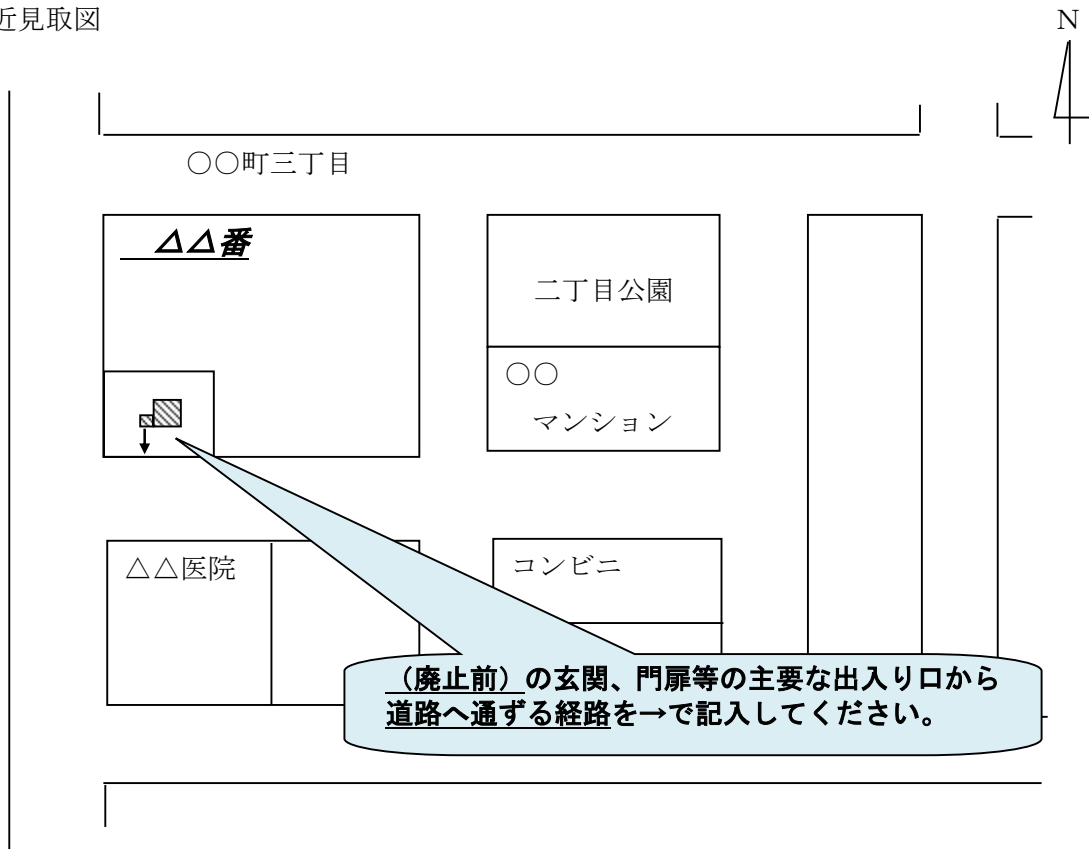 近見取図
N
○○町三丁目
△△番
二丁目公園
○○
マンション
△△医院
コンビニ
（廃止前）の玄関、門扉等の主要な出入り口から
道路へ通ずる経路を→で記入してください。